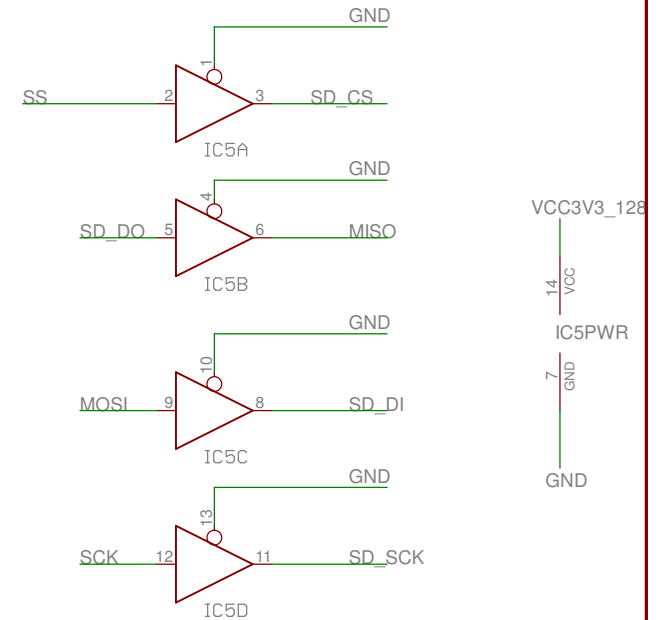 GND
1
SS 2 3 SD_CS
IC5A
GND
4
SD_DO 5 6 MISO
IC5B
VCC3V3_128
14 VCC
IC5PWR
7 GND
GND
GND
10
MOSI 9 8 SD_DI
IC5C
GND
13
SCK 12 11 SD_SCK
IC5D